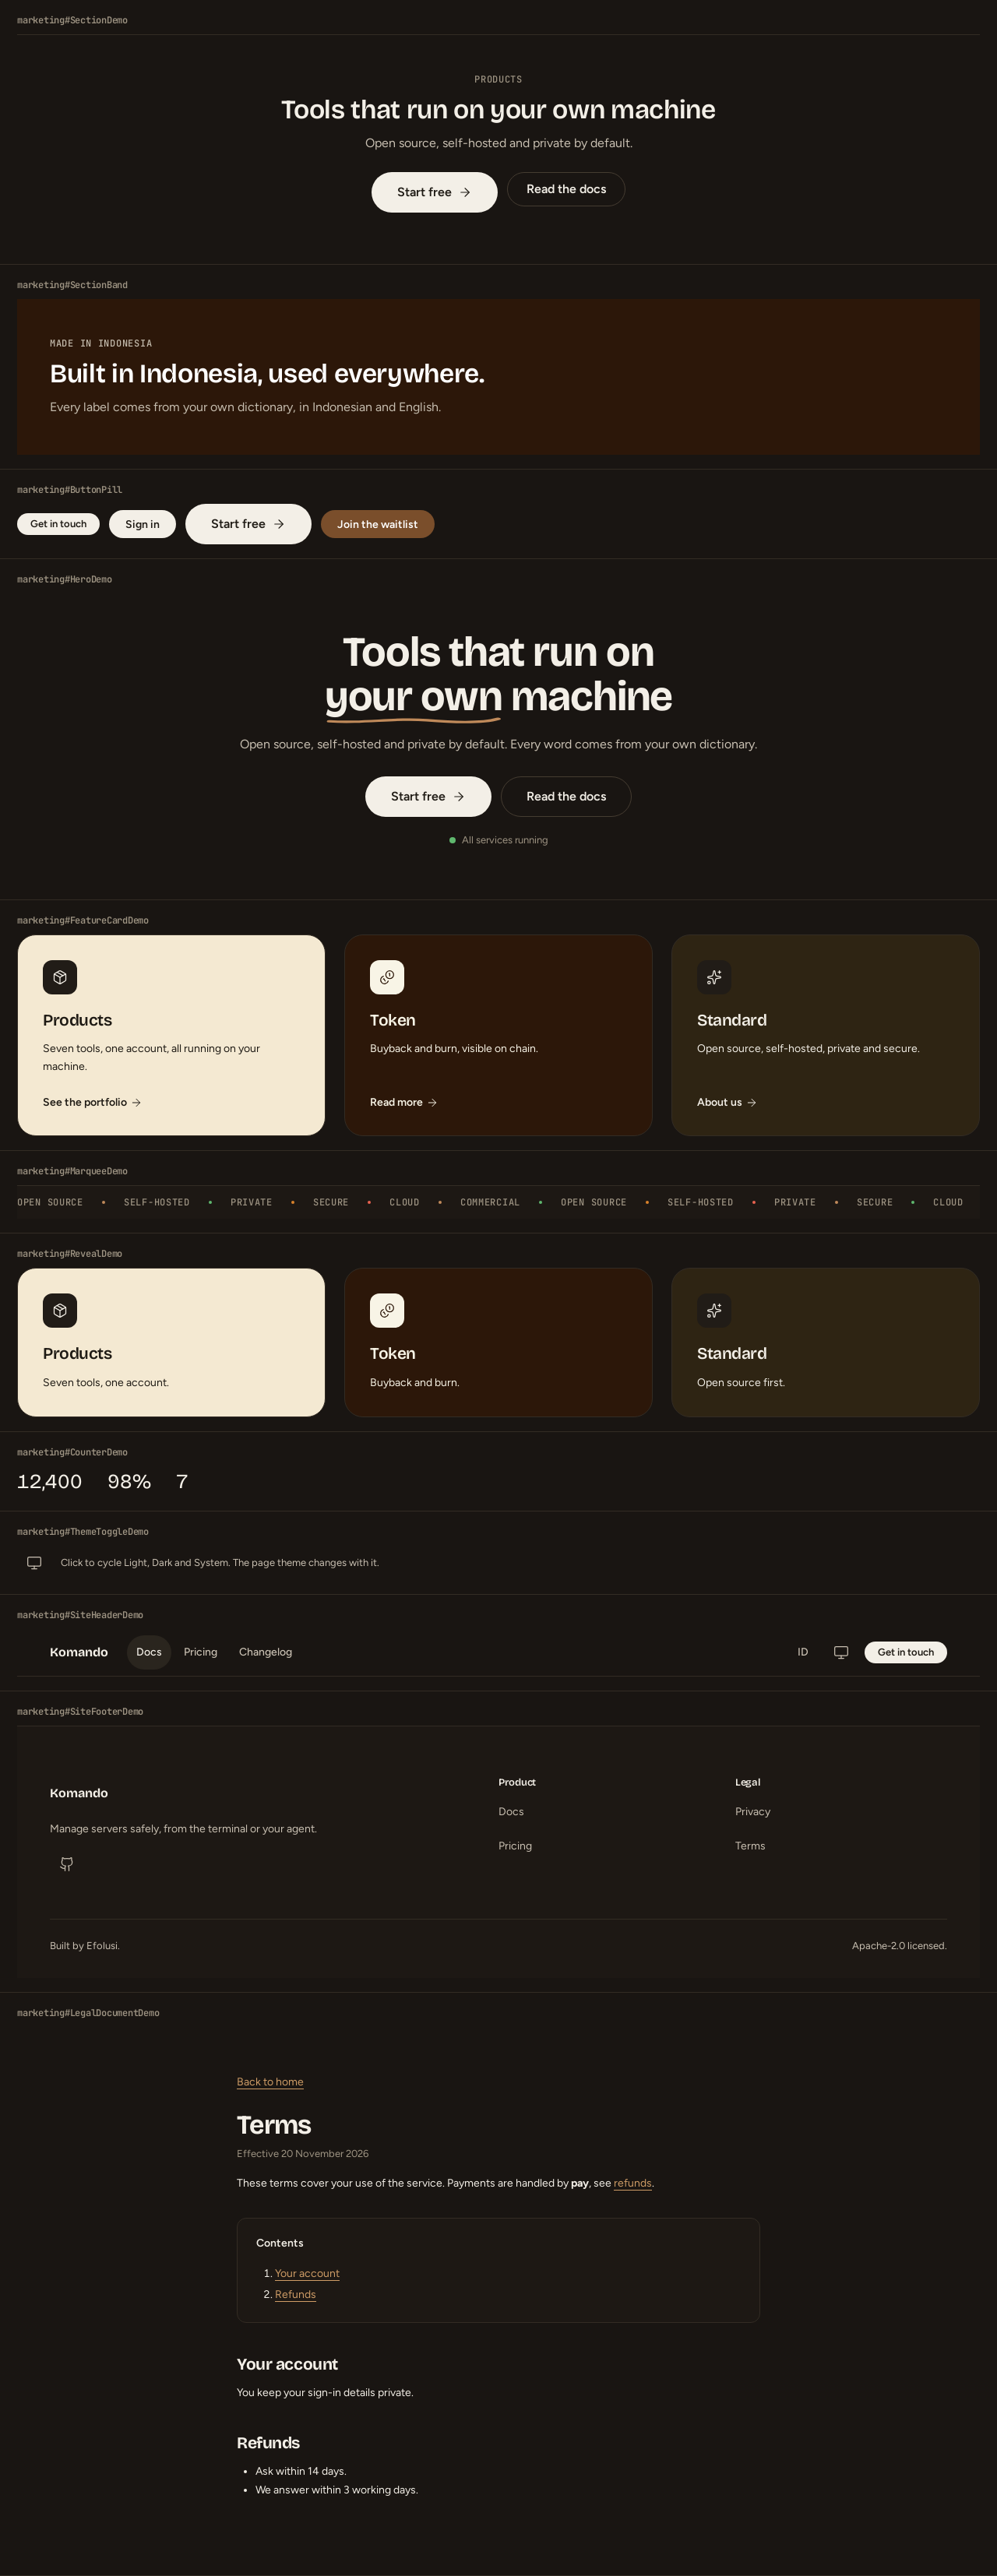 marketing#SectionDemo
PRODUCTS
Tools that run on your own machine
Open source, self-hosted and private by default.
Start free
Read the docs
marketing#SectionBand
MADE IN INDONESIA
Built in Indonesia, used everywhere.
Every label comes from your own dictionary, in Indonesian and English.
marketing#ButtonPill
Get in touch
Sign in
Start free
Join the waitlist
marketing#HeroDemo
Tools that run on
your own machine
Open source, self-hosted and private by default. Every word comes from your own dictionary.
Start free
Read the docs
All services running
marketing#FeatureCardDemo
Products
Seven tools, one account, all running on your
machine.
See the portfolio
Token
Buyback and burn, visible on chain.
Read more
Standard
Open source, self-hosted, private and secure.
About us
marketing#MarqueeDemo
OPEN SOURCE • SELF-HOSTED • PRIVATE • SECURE • CLOUD • COMMERCIAL • OPEN SOURCE • SELF-HOSTED • PRIVATE • SECURE • CLOUD
marketing#RevealDemo
Products
Seven tools, one account.
Token
Buyback and burn.
Standard
Open source first.
marketing#CounterDemo
12,400 98% 7
marketing#ThemeToggleDemo
Click to cycle Light, Dark and System. The page theme changes with it.
marketing#SiteHeaderDemo
Komando Docs Pricing Changelog ID Get in touch
marketing#SiteFooterDemo
Komando
Manage servers safely, from the terminal or your agent.
Product
Docs
Pricing
Legal
Privacy
Terms
Built by Efolusi.
Apache-2.0 licensed.
marketing#LegalDocumentDemo
Back to home
Terms
Effective 20 November 2026
These terms cover your use of the service. Payments are handled by pay, see refunds.
Contents
1. Your account
2. Refunds
Your account
You keep your sign-in details private.
Refunds
• Ask within 14 days.
• We answer within 3 working days.